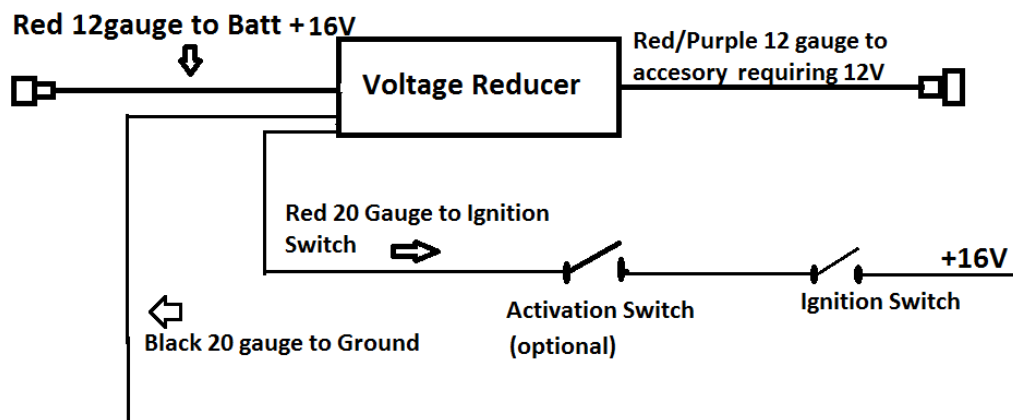 Red 12gauge to Batt +16V
Red/Purple 12 gauge to
accesory requiring 12V
Voltage Reducer
Red 20 Gauge to Ignition
Switch
+16V
Activation Switch
(optional)
Ignition Switch
Black 20 gauge to Ground